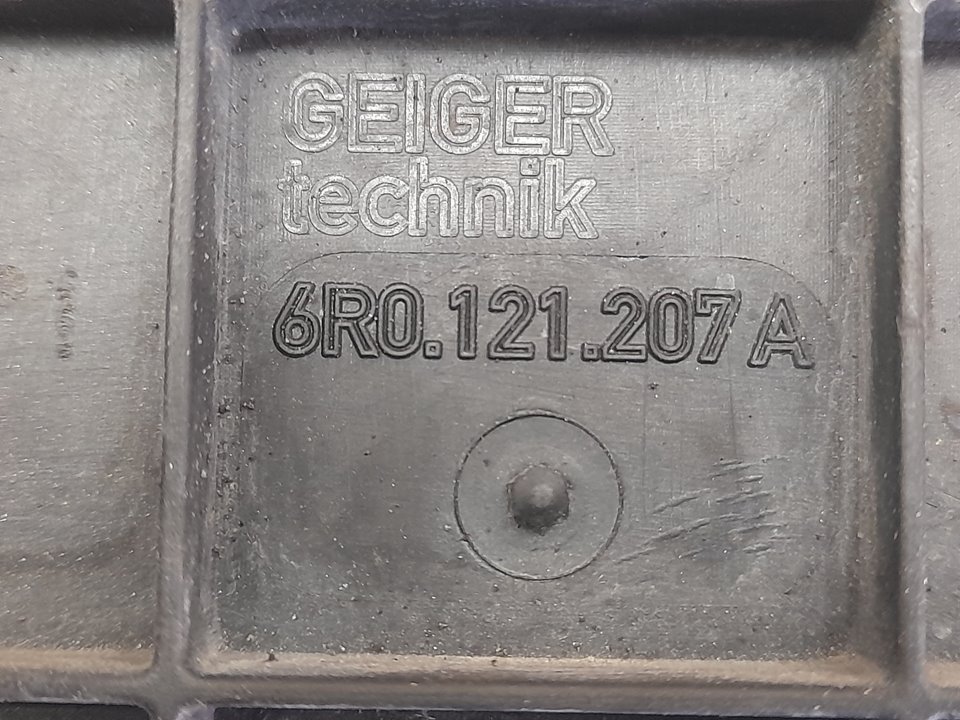 GEIGER
technik
6R0.121.207 A